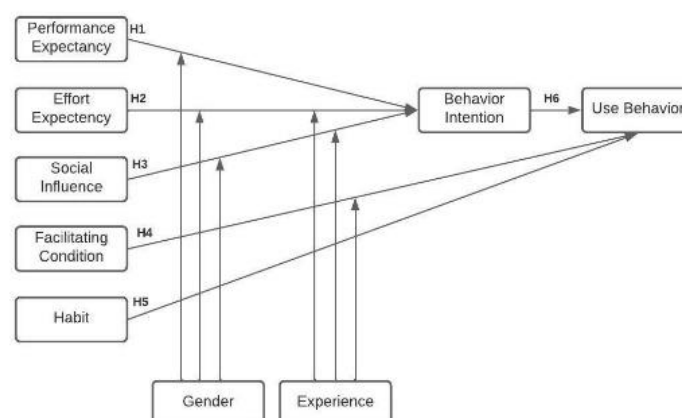 Performance
Expectancy
H1
Effort
Expectency
H2
Behavior
Intention
H6
Use Behavior
Social
Influence
H3
Facilitating
Condition
H4
Habit
H5
Gender
Experience